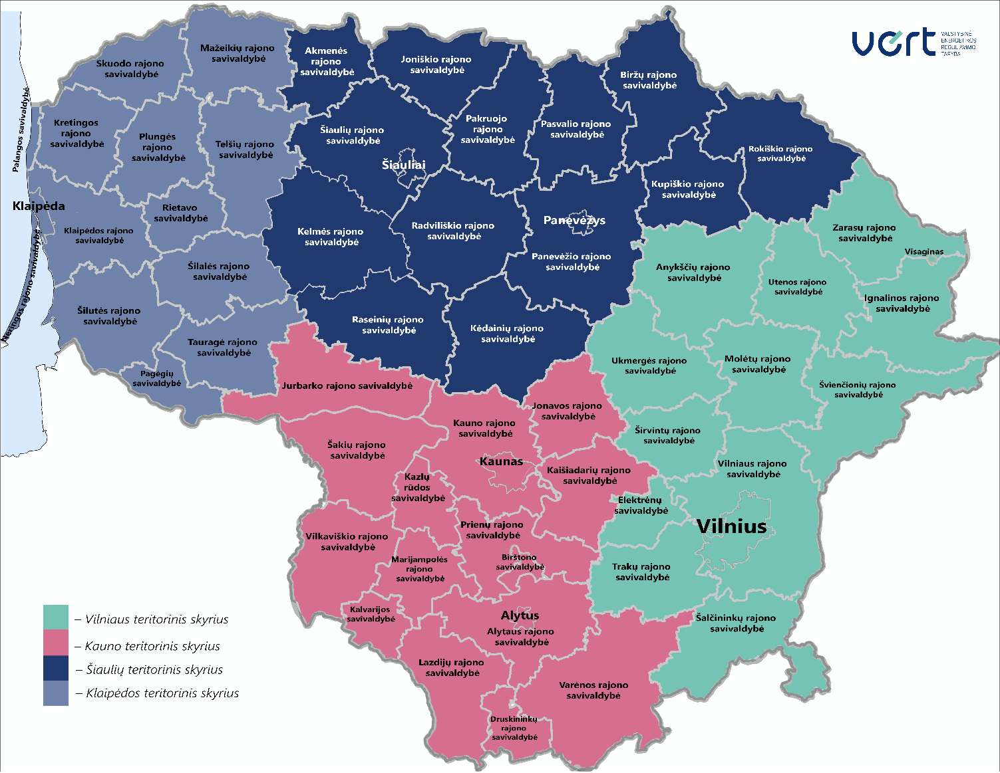 vert
VALSTYBINĖ
ENERGETIKOS
REGULIAVIMO
TARYBA
Skuodo rajono
savivaldybė
Mažeikių rajono
savivaldybė
Akmenės
rajono
savivaldybė
Joniškio rajono
savivaldybė
Biržų rajono
savivaldybė
Palangos savivaldybė
Kretingos
rajono
savivaldybė
Plungės
rajono
savivaldybė
Telšių rajono
savivaldybė
Šiaulių rajono
savivaldybė
Šiauliai
Pakruojo
rajono
savivaldybė
Pasvalio rajono
savivaldybė
Rokiškio rajono
savivaldybė
Kupiškio rajono
savivaldybė
Klaipėda
Klaipėdos rajono
savivaldybė
Rietavo
savivaldybė
Kelmės rajono
savivaldybė
Radviliškio rajono
savivaldybė
Panevėžys
Panevėžio rajono
savivaldybė
Zarasų rajono
savivaldybė
Visaginas
Neringos rajono savivaldybė
Šilalės rajono
savivaldybė
Anykščių rajono
savivaldybė
Utenos rajono
savivaldybė
Ignalinos rajono
savivaldybė
Šilutės rajono
savivaldybė
Raseinių rajono
savivaldybė
Kėdainių rajono
savivaldybė
Tauragė rajono
savivaldybė
Pagėgių
savivaldybė
Ukmergės rajono
savivaldybė
Molėtų rajono
savivaldybė
Švienčionių rajono
savivaldybė
Jurbarko rajono savivaldybė
Jonavos rajono
savivaldybė
Kauno rajono
savivaldybė
Kaunas
Širvintų rajono
savivaldybė
Šakių rajono
savivaldybė
Kazlų
rūdos
savivaldybė
Kaišiadarių rajono
savivaldybė
Vilniaus rajono
savivaldybė
Elektrėnų
savivaldybė
Vilnius
Vilkaviškio rajono
savivaldybė
Prienų rajono
savivaldybė
Marijampolės
rajono
savivaldybė
Birštono
savivaldybė
Trakų rajono
savivaldybė
Kalvarijos
savivaldybė
Alytus
Alytaus rajono
savivaldybė
Šalčininkų rajono
savivaldybė
Lazdijų rajono
savivaldybė
Varėnos rajono
savivaldybė
Druskininkų
rajono
savivaldybė
– Vilniaus teritorinis skyrius
– Kauno teritorinis skyrius
– Šiaulių teritorinis skyrius
– Klaipėdos teritorinis skyrius